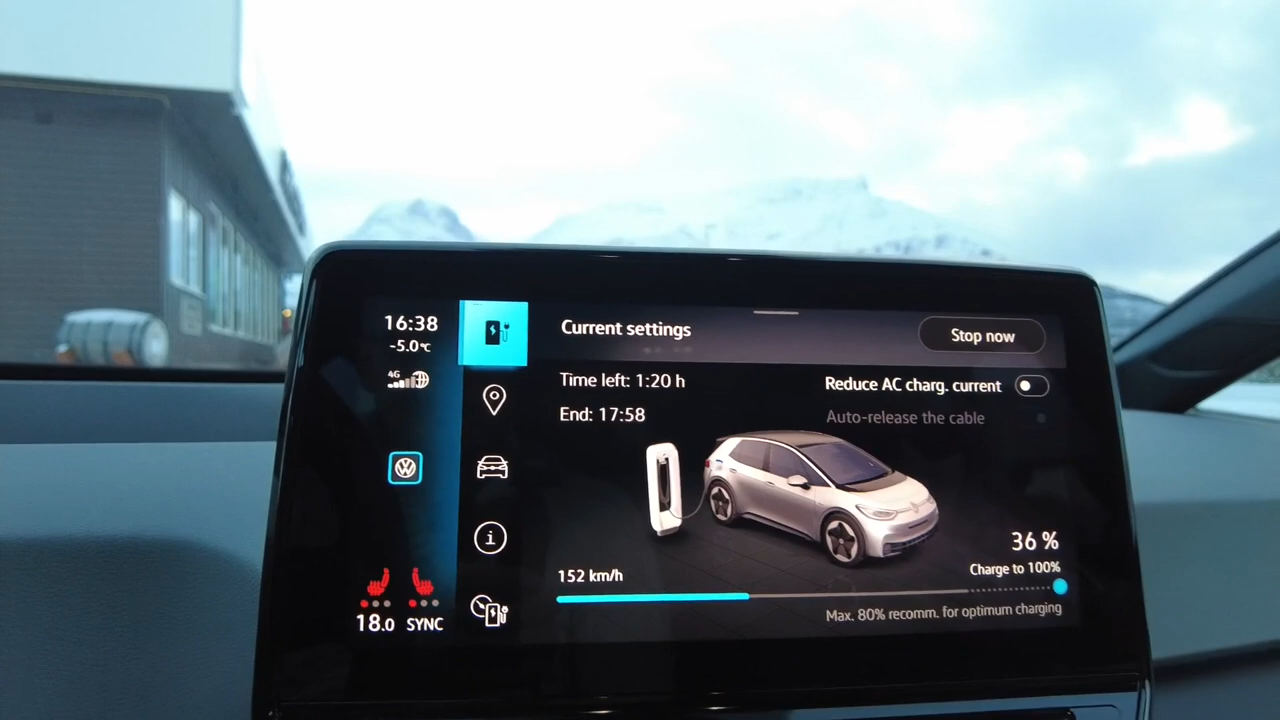 16:38
-5.0°C
4G
18.0 SYNC
Current settings
Stop now
Time left: 1:20 h
Reduce AC charg. current
End: 17:58
Auto-release the cable
36 %
152 km/h
Charge to 100%
Max. 80% recomm. for optimum charging